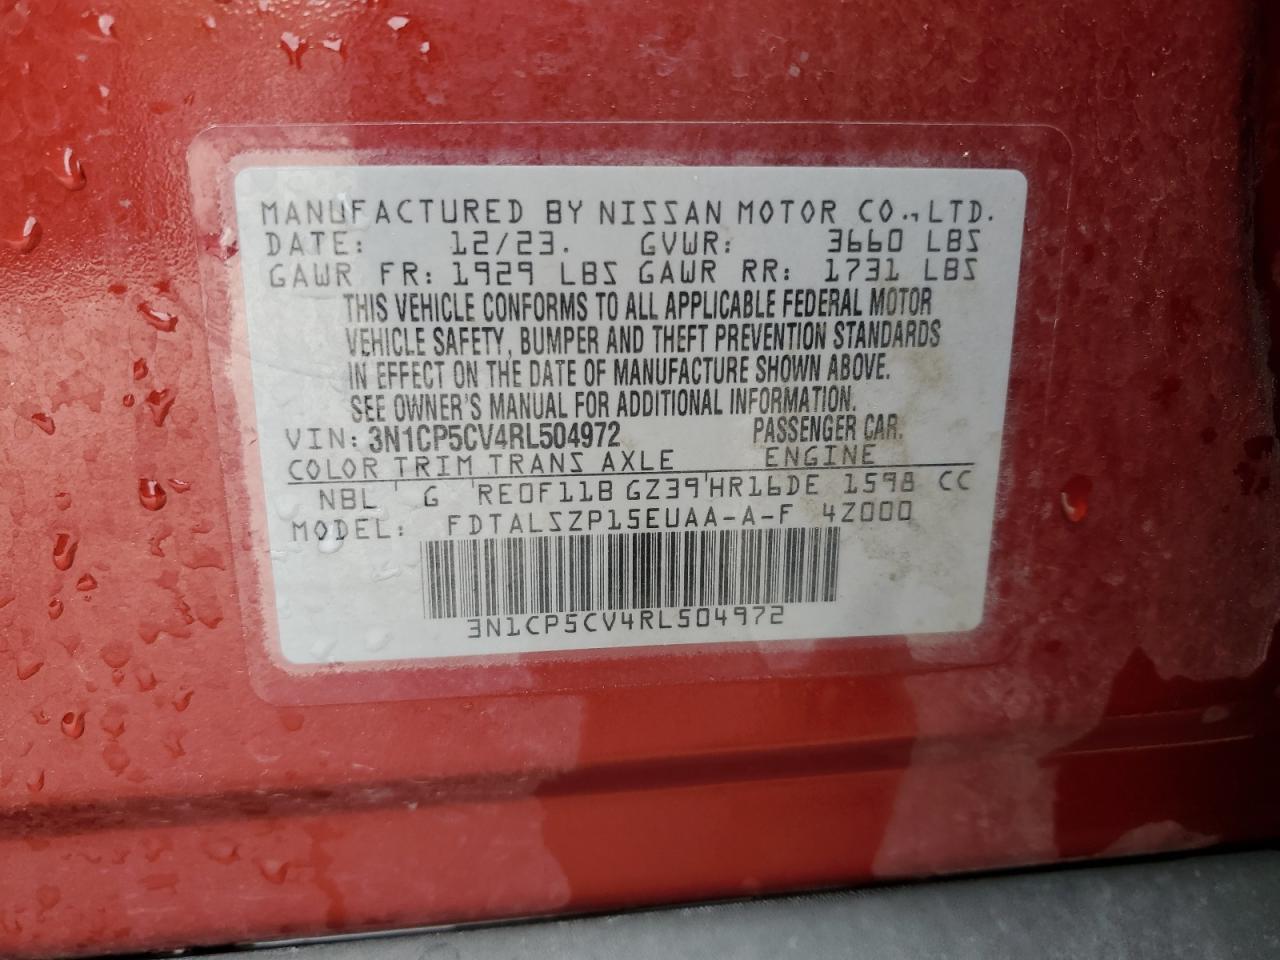 MANUFACTURED BY NISSAN MOTOR CO., LTD.
DATE: 12/23. GVWR: 3660 LBS
GAWR FR: 1929 LBS GAWR RR: 1731 LBS
THIS VEHICLE CONFORMS TO ALL APPLICABLE FEDERAL MOTOR
VEHICLE SAFETY, BUMPER AND THEFT PREVENTION STANDARDS
IN EFFECT ON THE DATE OF MANUFACTURE SHOWN ABOVE.
SEE OWNER'S MANUAL FOR ADDITIONAL INFORMATION.
VIN: 3N1CP5CV4RL504972 PASSENGER CAR.
COLOR TRIM TRANS AXLE ENGINE
NBL ' G 'RE0F11B GZ39'HR16DE 1598 CC
MODEL: FDTALSZP15EUAA-A-F 4Z000
3N1CP5CV4RL504972